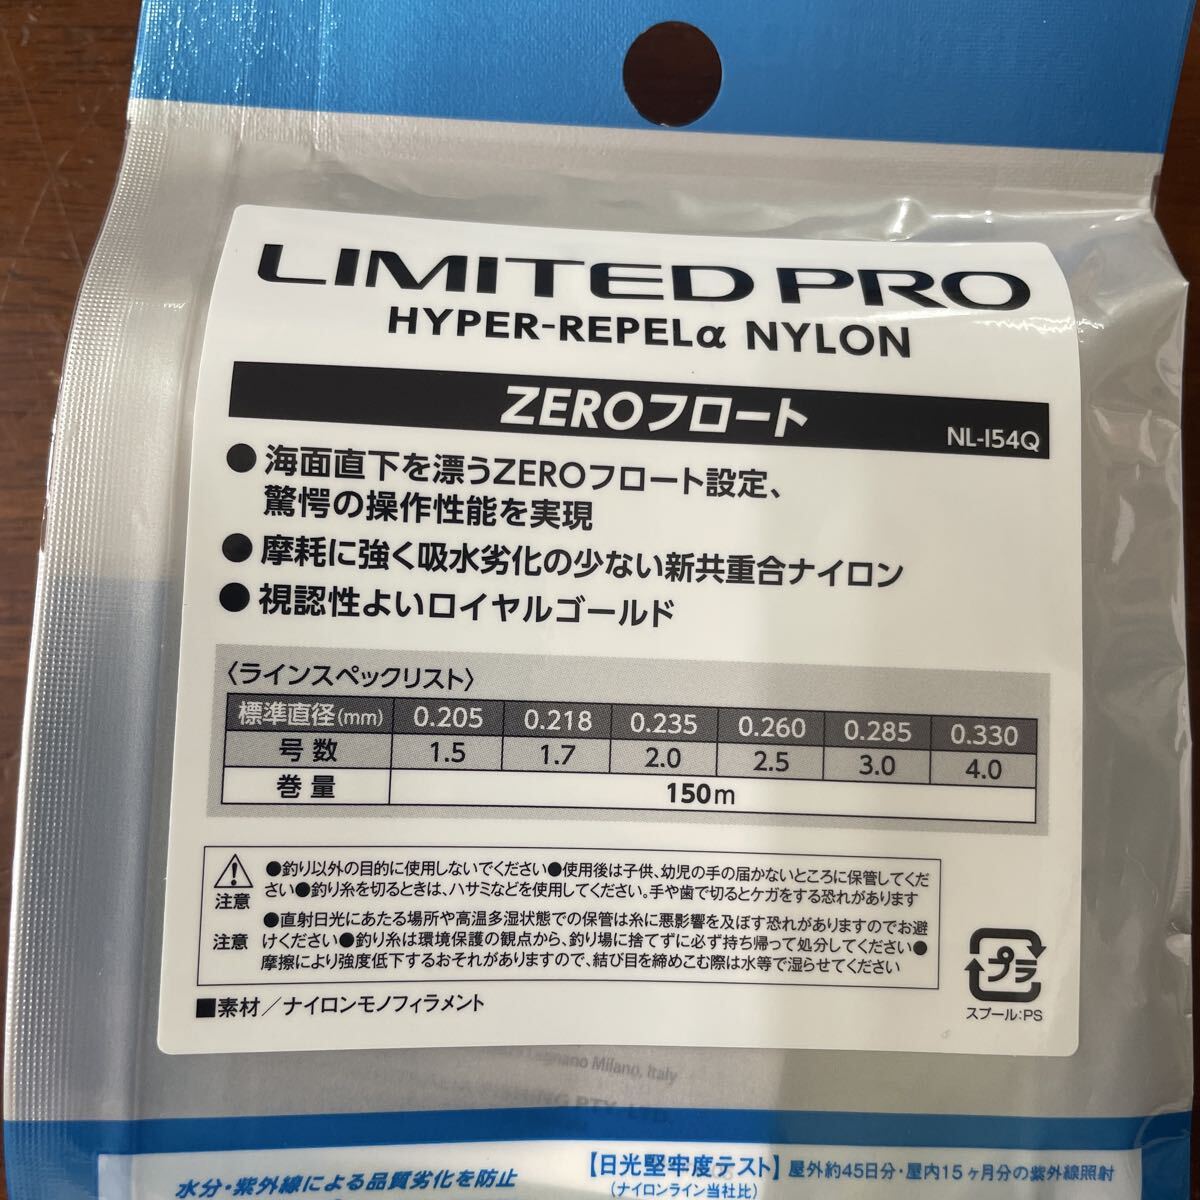 LIMITED PRO
HYPER-REPELα NYLON
ZEROフロート
NL-I54Q
●海面直下を漂うZEROフロート設定、
驚愕の操作性能を実現
●摩耗に強く吸水劣化の少ない新共重合ナイロン
●視認性よいロイヤルゴールド
〈ラインスペックリスト〉
標準直径(mm) 0.205 0.218 0.235 0.260 0.285 0.330
号数 1.5 1.7 2.0 2.5 3.0 4.0
巻量 150m
注意
●釣り以外の目的に使用しないでください●使用後は子供、幼児の手の届かないところに保管してくだ
さい●釣り糸を切るときは、ハサミなどを使用してください。手や歯で切るとケガをする恐れがあります
注意
●直射日光にあたる場所や高温多湿状態での保管は糸に悪影響を及ぼす恐れがありますのでお避
けください●釣り糸は環境保護の観点から、釣り場に捨てずに必ず持ち帰って処分してください●
摩擦により強度低下するおそれがありますので、結び目を締めこむ際は水等で湿らせてください
プラ
スプール:PS
■素材/ナイロンモノフィラメント
Milano, Italy
PTY. LTD.
水分・紫外線による品質劣化を防止
【日光堅牢度テスト】屋外約45日分・屋内15ヶ月分の紫外線照射
(ナイロンライン当社比)